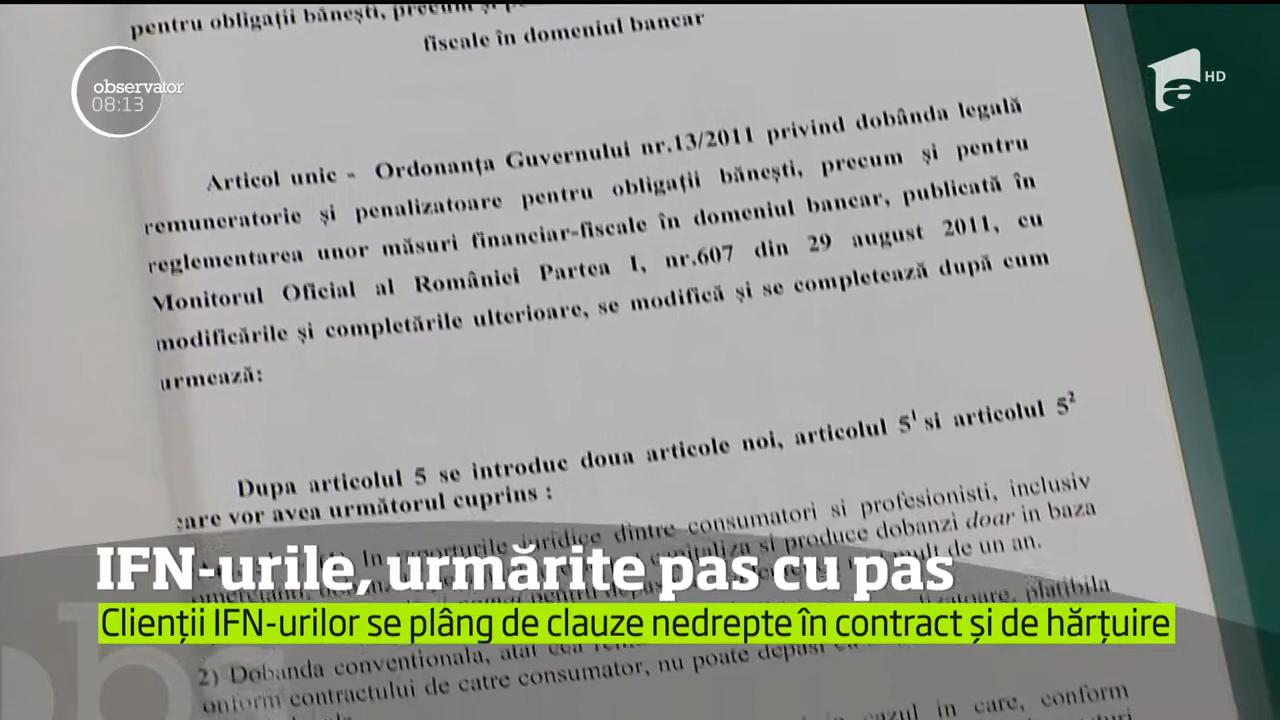 pentru obligații bănești, precum și
fiscale în domeniul bancar
observator
08:13
HD
Articol unic - Ordonanța Guvernului nr.13/2011 privind dobânda legală
remuneratorie și penalizatoare pentru obligații bănești, precum și pentru
reglementarea unor măsuri financiar-fiscale în domeniul bancar, publicată în
Monitorul Oficial al României Partea I, nr.607 din 29 august 2011, cu
modificările și completările ulterioare, se modifică și se completează după cum
urmează:
Dupa articolul 5 se introduc doua articole noi, articolul 5¹ si articolul 5²
care vor avea următorul cuprins :
In raporturile juridice dintre consumatori si profesionisti, inclusiv
capitaliza si produce dobanzi doar in baza
mult de un an.
platibila
IFN-urile, urmărite pas cu pas
Clienții IFN-urilor se plâng de clauze nedrepte în contract și de hărțuire
2) Dobanda conventionala, atat cea
onform contractului de catre consumator, nu poate depasi
cazul in care, conform